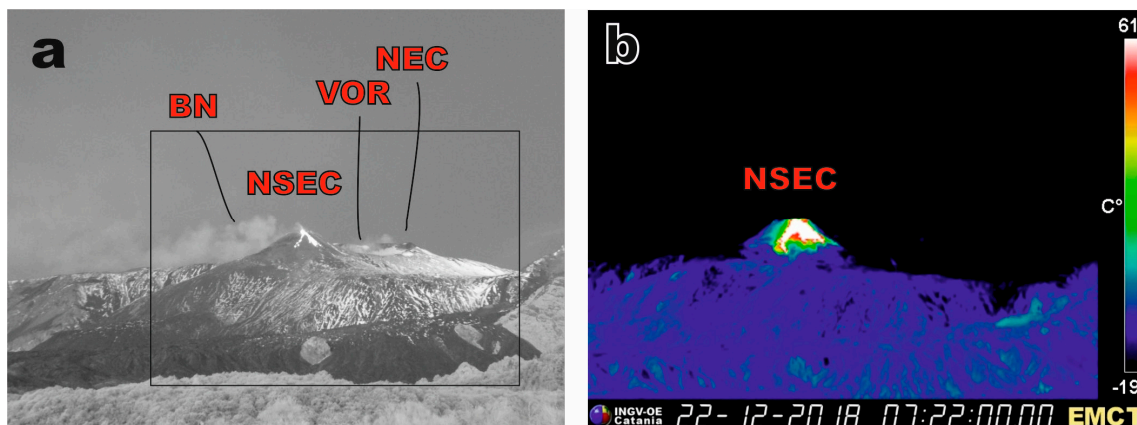 a
NEC
VOR
BN
NSEC
b
61
NSEC
C°
-19
INGV-OE
Catania
22-12-2018 07:22:00.00 EMCT